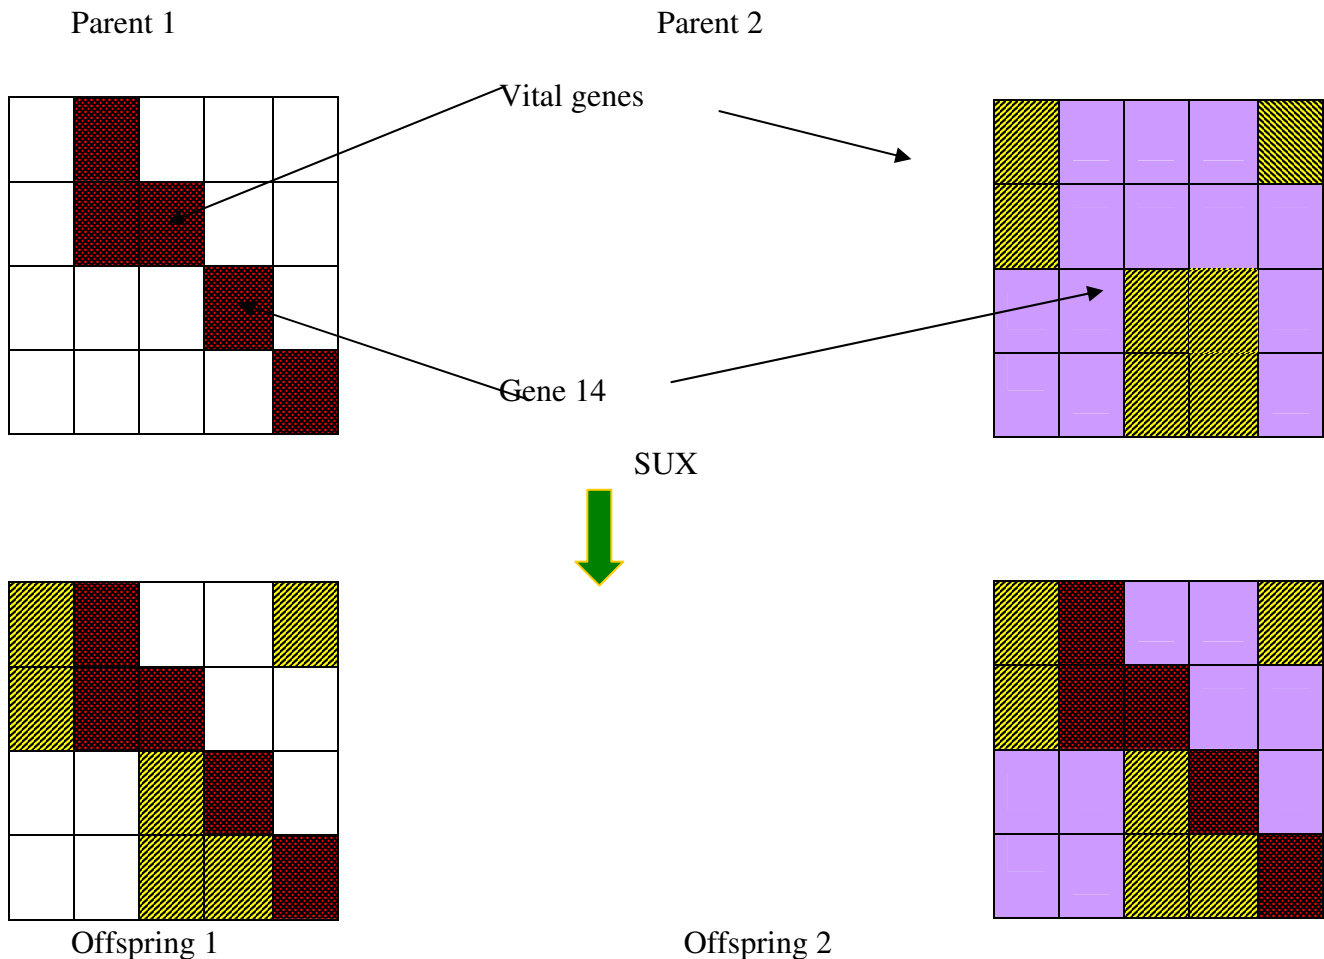 Parent 1
Parent 2
Vital genes
Gene 14
SUX
Offspring 1
Offspring 2